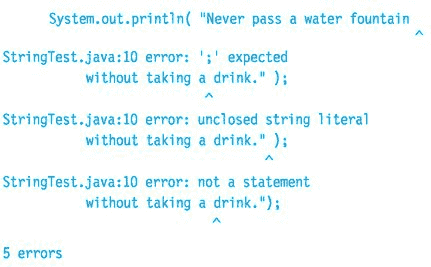 System.out.println( "Never pass a water fountain
^
StringTest.java:10 error: ';' expected
without taking a drink." );
^
StringTest.java:10 error: unclosed string literal
without taking a drink." );
^
StringTest.java:10 error: not a statement
without taking a drink.");
^
5 errors